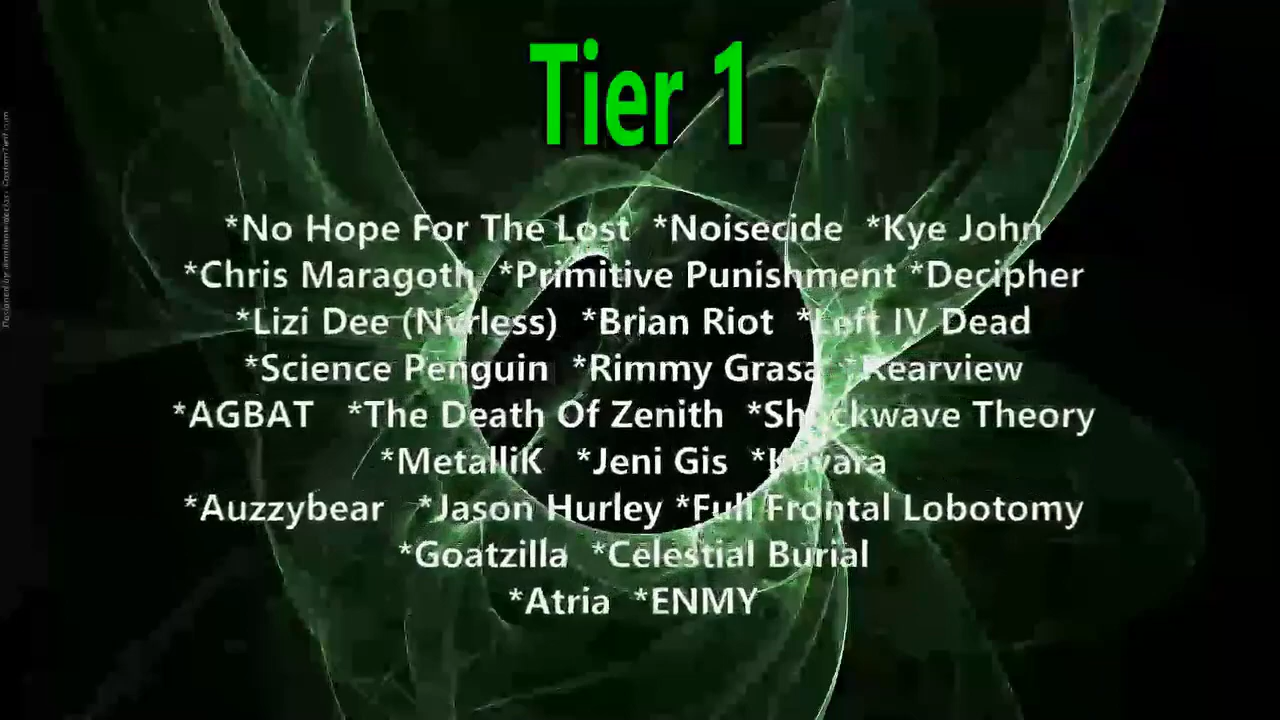 Tier 1
*No Hope For The Lost *Noisecide *Kye John
*Chris Maragoth *Primitive Punishment *Decipher
*Lizi Dee (Nvrless) *Brian Riot *Left IV Dead
*Science Penguin *Rimmy Grasa *Rearview
*AGBAT *The Death Of Zenith *Shockwave Theory
*MetalliK *Jeni Gis
*Auzzybear *Jason Hurley *Full Frontal Lobotomy
*Goatzilla *Celestial Burial
*Atria *ENMY